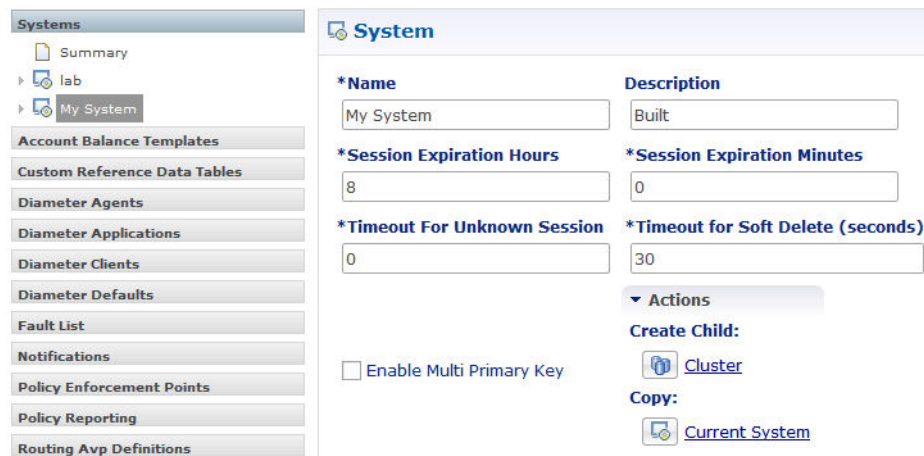 Systems
Summary
lab
My System
Account Balance Templates
Custom Reference Data Tables
Diameter Agents
Diameter Applications
Diameter Clients
Diameter Defaults
Fault List
Notifications
Policy Enforcement Points
Policy Reporting
Routing Avp Definitions
System
*Name
Description
My System
Built
*Session Expiration Hours
*Session Expiration Minutes
8
0
*Timeout For Unknown Session
*Timeout for Soft Delete (seconds)
0
30
Actions
Create Child:
Enable Multi Primary Key
Cluster
Copy:
Current System